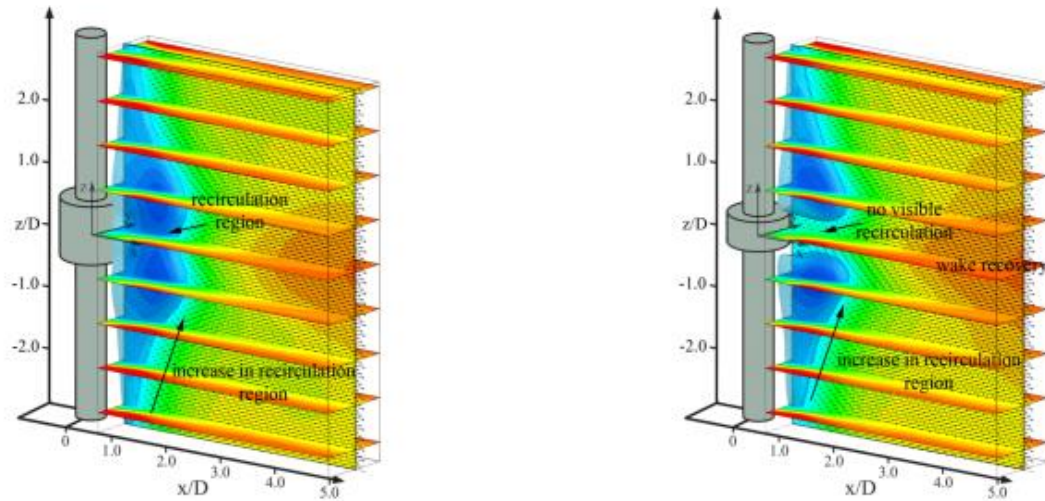 2.0
1.0
z/D
-1.0
-2.0
z
recirculation
region
increase in recirculation
region
0
1.0
2.0
3.0
4.0
5.0
x/D
2.0
1.0
z/D
-1.0
-2.0
z
no visible
recirculation
wake recovery
increase in recirculation
region
0
1.0
2.0
3.0
4.0
5.0
x/D